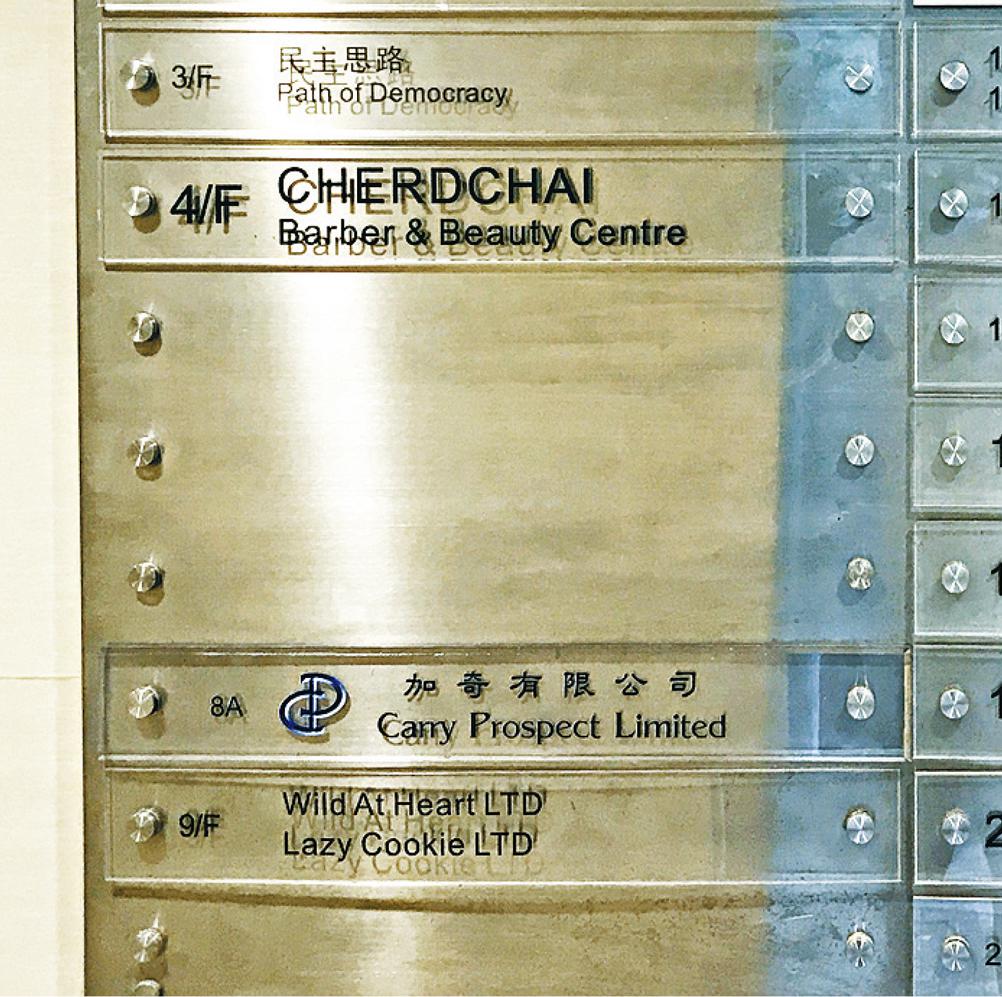 3/F
民主思路
Path of Democracy
4/F
CHERDCHAI
Barber & Beauty Centre
8A
加奇有限公司
Carry Prospect Limited
9/F
Wild At Heart LTD
Lazy Cookie LTD